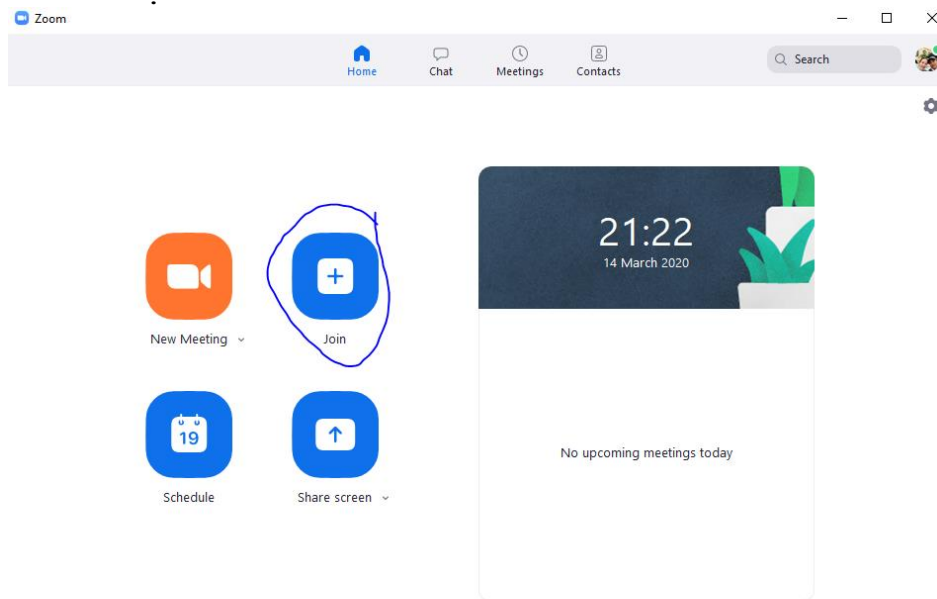 Zoom
Home Chat Meetings Contacts
Search
21:22
14 March 2020
New Meeting
Join
19
Schedule
Share screen
No upcoming meetings today